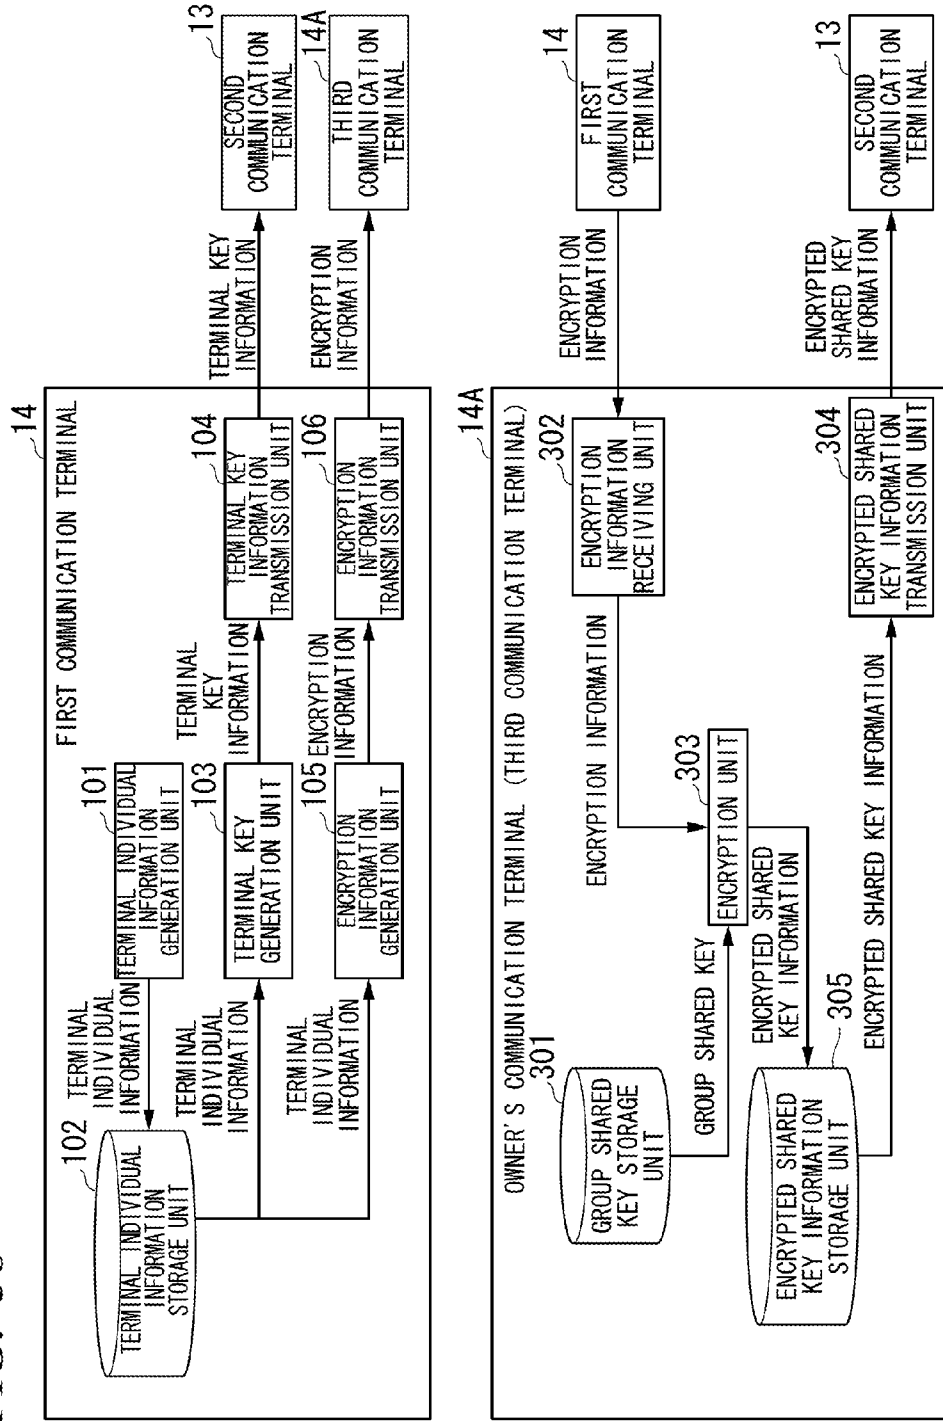 14
FIRST COMMUNICATION TERMINAL
102
TERMINAL INDIVIDUAL
INFORMATION
STORAGE UNIT
TERMINAL
INDIVIDUAL
INFORMATION
101
TERMINAL INDIVIDUAL
INFORMATION
GENERATION UNIT
TERMINAL
INDIVIDUAL
INFORMATION
103
TERMINAL KEY
GENERATION UNIT
TERMINAL
KEY
INFORMATION
104
TERMINAL KEY
INFORMATION
TRANSMISSION UNIT
TERMINAL KEY
INFORMATION
13
SECOND
COMMUNICATION
TERMINAL
TERMINAL
INDIVIDUAL
INFORMATION
105
ENCRYPTION
INFORMATION
GENERATION UNIT
ENCRYPTION
INFORMATION
106
ENCRYPTION
INFORMATION
TRANSMISSION UNIT
ENCRYPTION
INFORMATION
14A
THIRD
COMMUNICATION
TERMINAL
14A
OWNER'S COMMUNICATION TERMINAL (THIRD COMMUNICATION TERMINAL)
301
GROUP SHARED
KEY STORAGE
UNIT
GROUP SHARED KEY
ENCRYPTION INFORMATION
302
ENCRYPTION
INFORMATION
RECEIVING UNIT
ENCRYPTION
INFORMATION
14
FIRST
COMMUNICATION
TERMINAL
303
ENCRYPTION UNIT
ENCRYPTED SHARED
KEY INFORMATION
305
ENCRYPTED SHARED
KEY INFORMATION
STORAGE UNIT
ENCRYPTED SHARED KEY INFORMATION
304
ENCRYPTED SHARED
KEY INFORMATION
TRANSMISSION UNIT
ENCRYPTED
SHARED KEY
INFORMATION
13
SECOND
COMMUNICATION
TERMINAL